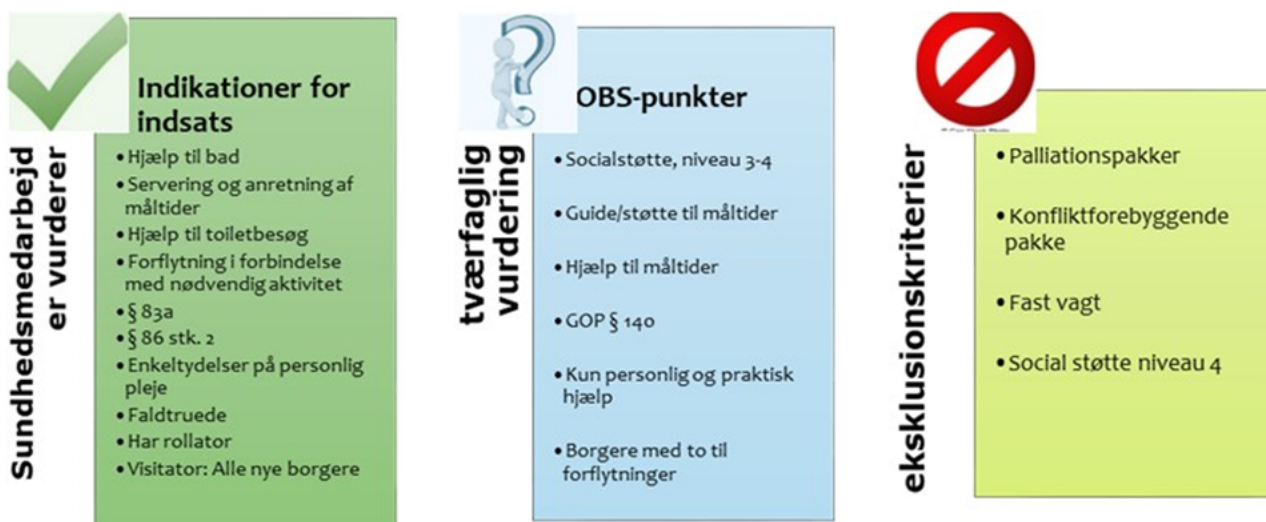 Sundhedsmedarbejd
er vurderer
Indikationer for
indsats
• Hjælp til bad
• Servering og anretning af
måltider
• Hjælp til toiletbesøg
• Forflytning i forbindelse
med nødvendig aktivitet
• § 83a
• § 86 stk. 2
• Enkeltydelser på personlig
pleje
• Faldtruede
• Har rollator
• Visitator: Alle nye borgere
tværfaglig
vurdering
OBS-punkter
• Socialstøtte, niveau 3-4
• Guide/støtte til måltider
• Hjælp til måltider
• GOP § 140
• Kun personlig og praktisk
hjælp
• Borgere med to til
forflytninger
eksklusionskriterier
• Palliationspakker
• Konfliktforebyggende
pakke
• Fast vagt
• Social støtte niveau 4